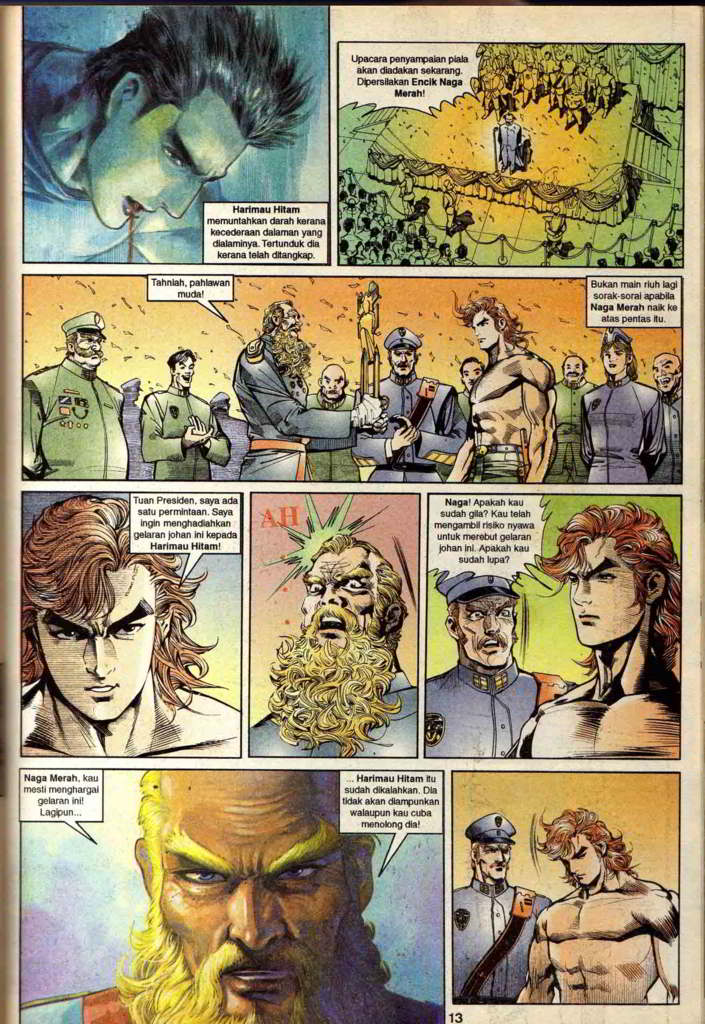 Harimau Hitam
memuntahkan darah kerana
kecederaan dalaman yang
dialaminya. Tertunduk dia
kerana telah ditangkap.
Upacara penyampaian piala
akan diadakan sekarang.
Dipersilakan Encik Naga
Merah!
Tahniah, pahlawan
muda!
Bukan main riuh lagi
sorak-sorai apabila
Naga Merah naik ke
atas pentas itu.
Tuan Presiden, saya ada
satu permintaan. Saya
ingin menghadiahkan
gelaran johan ini kepada
Harimau Hitam!
AH
Naga! Apakah kau
sudah gila? Kau telah
mengambil risiko nyawa
untuk merebut gelaran
johan ini. Apakah kau
sudah lupa?
Naga Merah, kau
mesti menghargai
gelaran ini!
Lagipun...
... Harimau Hitam itu
sudah dikalahkan. Dia
tidak akan diampunkan
walaupun kau cuba
menolong dia!
13